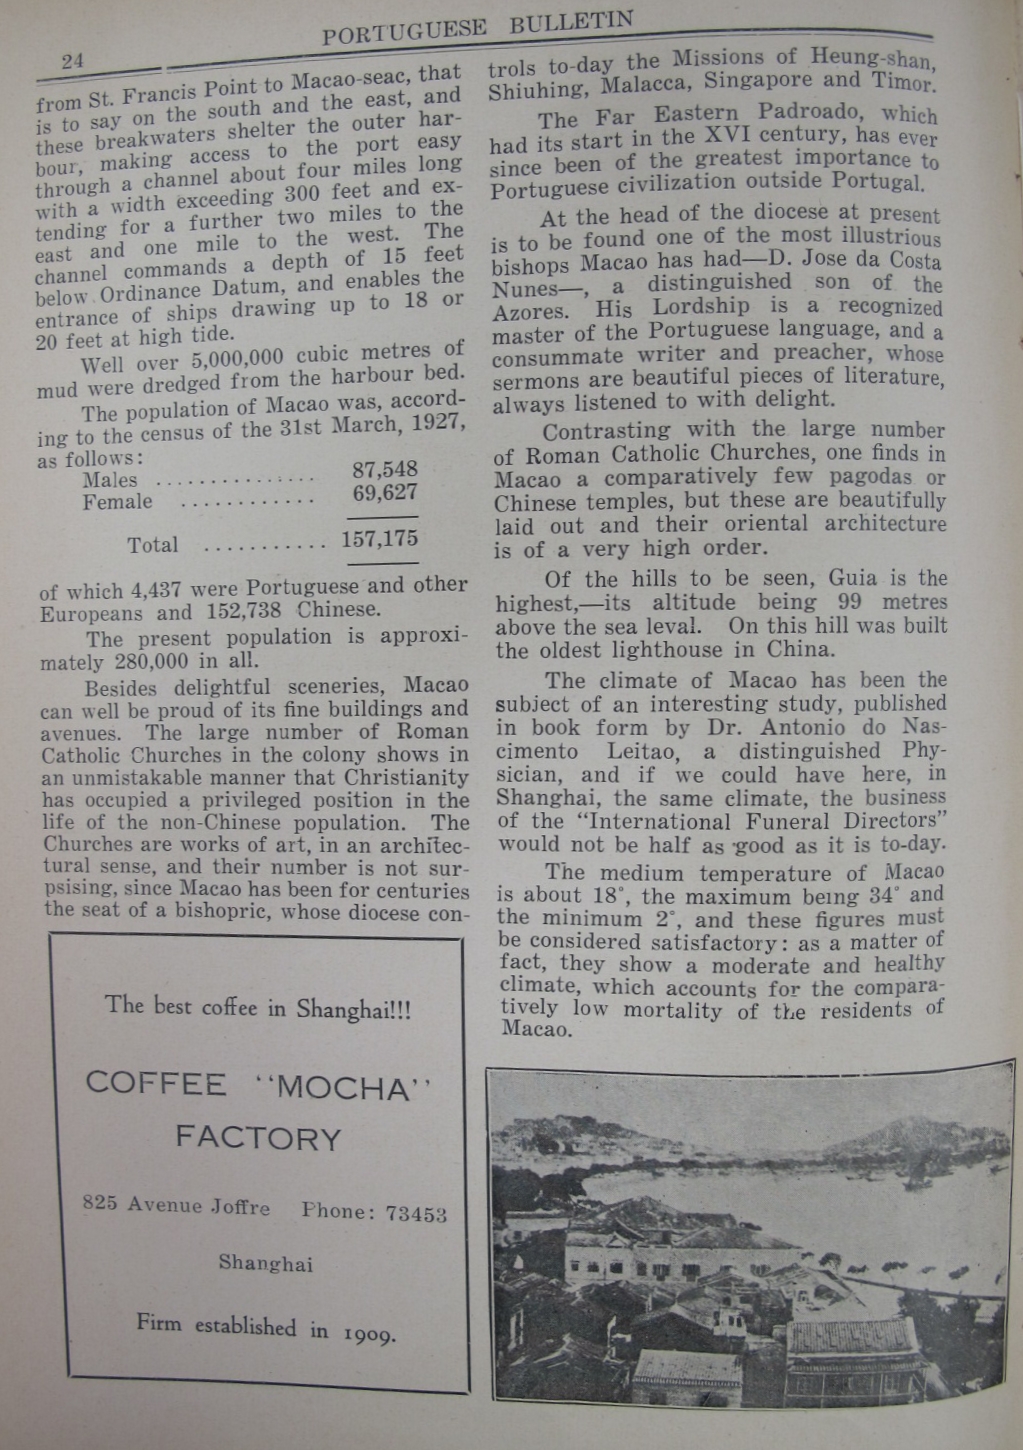 PORTUGUESE BULLETIN
24
from St. Francis Point to Macao-seac, that
is to say on the south and the east, and
these breakwaters shelter the outer har-
bour, making access to the port easy
through a channel about four miles long
with a width exceeding 300 feet and ex-
tending for a further two miles to the
east and one mile to the west. The
channel commands a depth of 15 feet
below Ordinance Datum, and enables the
entrance of ships drawing up to 18 or
20 feet at high tide.
Well over 5,000,000 cubic metres of
mud were dredged from the harbour bed.
The population of Macao was, accord-
ing to the census of the 31st March, 1927,
as follows:
Males .............. 87,548
Female ........... 69,627
Total ........... 157,175
of which 4,437 were Portuguese and other
Europeans and 152,738 Chinese.
The present population is approxi-
mately 280,000 in all.
Besides delightful sceneries, Macao
can well be proud of its fine buildings and
avenues. The large number of Roman
Catholic Churches in the colony shows in
an unmistakable manner that Christianity
has occupied a privileged position in the
life of the non-Chinese population. The
Churches are works of art, in an architec-
tural sense, and their number is not sur-
psising, since Macao has been for centuries
the seat of a bishopric, whose diocese con-
trols to-day the Missions of Heung-shan,
Shiuhing, Malacca, Singapore and Timor.
The Far Eastern Padroado, which
had its start in the XVI century, has ever
since been of the greatest importance to
Portuguese civilization outside Portugal.
At the head of the diocese at present
is to be found one of the most illustrious
bishops Macao has had—D. Jose da Costa
Nunes—, a distinguished son of the
Azores. His Lordship is a recognized
master of the Portuguese language, and a
consummate writer and preacher, whose
sermons are beautiful pieces of literature,
always listened to with delight.
Contrasting with the large number
of Roman Catholic Churches, one finds in
Macao a comparatively few pagodas or
Chinese temples, but these are beautifully
laid out and their oriental architecture
is of a very high order.
Of the hills to be seen, Guia is the
highest,—its altitude being 99 metres
above the sea leval. On this hill was built
the oldest lighthouse in China.
The climate of Macao has been the
subject of an interesting study, published
in book form by Dr. Antonio do Nas-
cimento Leitao, a distinguished Phy-
sician, and if we could have here, in
Shanghai, the same climate, the business
of the "International Funeral Directors"
would not be half as good as it is to-day.
The medium temperature of Macao
is about 18°, the maximum being 34° and
the minimum 2°, and these figures must
be considered satisfactory: as a matter of
fact, they show a moderate and healthy
climate, which accounts for the compara-
tively low mortality of the residents of
Macao.
The best coffee in Shanghai!!!
COFFEE "MOCHA"
FACTORY
825 Avenue Joffre Phone: 73453
Shanghai
Firm established in 1909.